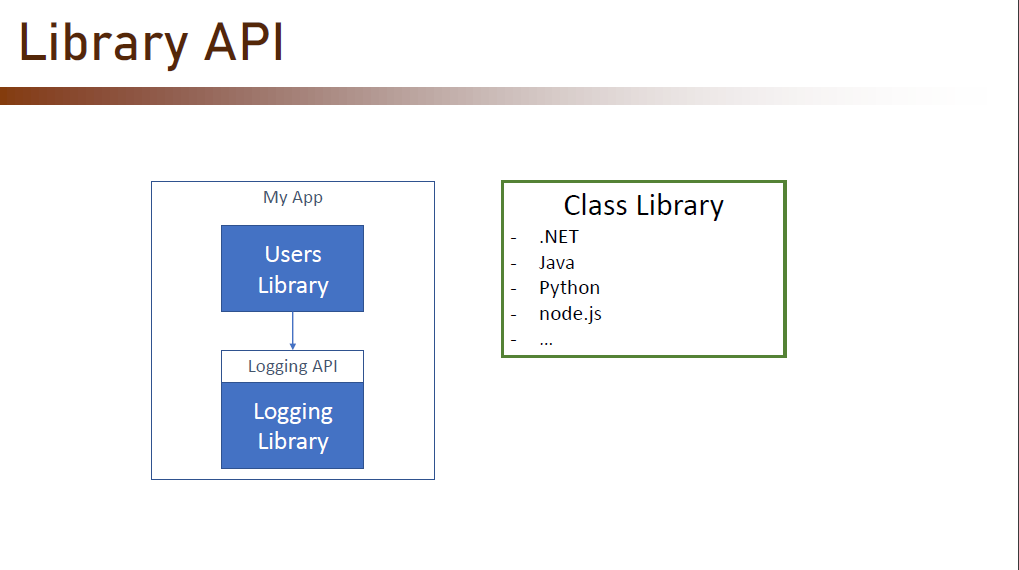 Library API
My App
Users
Library
Logging API
Logging
Library
Class Library
- .NET
- Java
- Python
- node.js
- ...